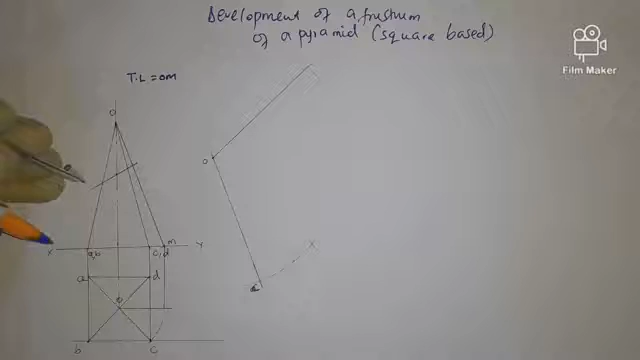 Development of a frustum
of a pyramid (square based)
Film Maker
T.L = om
o
o
x
a,b
c,d
m
y
a
d
o
b
c